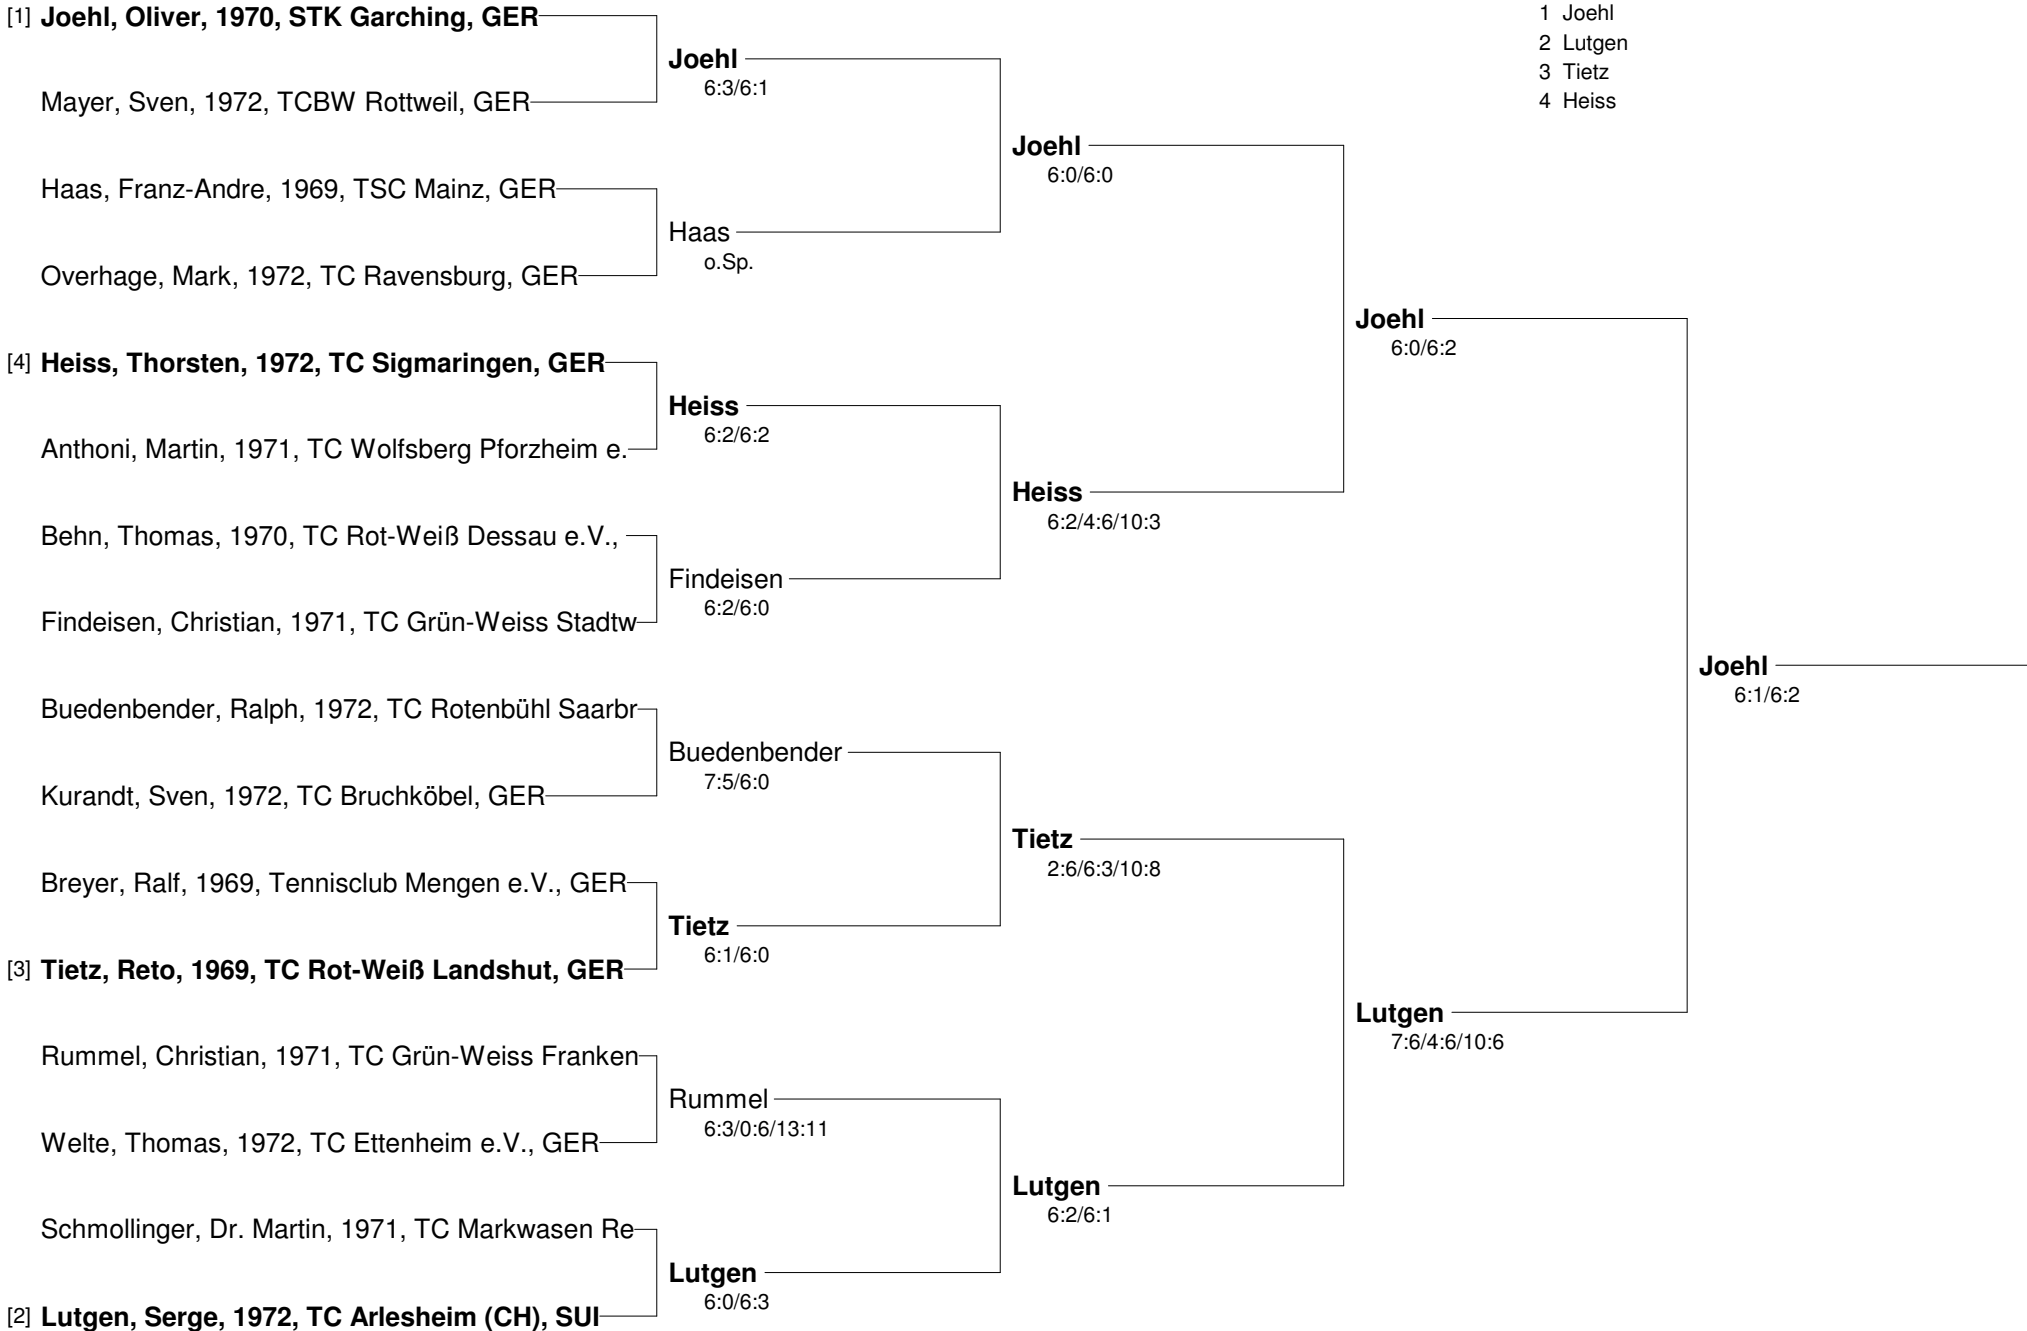 [1] Joehl, Oliver, 1970, STK Garching, GER
Mayer, Sven, 1972, TCBW Rottweil, GER
Haas, Franz-Andre, 1969, TSC Mainz, GER
Overhage, Mark, 1972, TC Ravensburg, GER
[4] Heiss, Thorsten, 1972, TC Sigmaringen, GER
Anthoni, Martin, 1971, TC Wolfsberg Pforzheim e.
Behn, Thomas, 1970, TC Rot-Weiß Dessau e.V.,
Findeisen, Christian, 1971, TC Grün-Weiss Stadtw
Buedenbender, Ralph, 1972, TC Rotenbühl Saarbr
Kurandt, Sven, 1972, TC Bruchköbel, GER
Breyer, Ralf, 1969, Tennisclub Mengen e.V., GER
[3] Tietz, Reto, 1969, TC Rot-Weiß Landshut, GER
Rummel, Christian, 1971, TC Grün-Weiss Franken
Welte, Thomas, 1972, TC Ettenheim e.V., GER
Schmollinger, Dr. Martin, 1971, TC Markwasen Re
[2] Lutgen, Serge, 1972, TC Arlesheim (CH), SUI
Joehl
6:3/6:1
Haas
o.Sp.
Heiss
6:2/6:2
Findeisen
6:2/6:0
Buedenbender
7:5/6:0
Tietz
6:1/6:0
Rummel
6:3/0:6/13:11
Lutgen
6:0/6:3
Joehl
6:0/6:0
Heiss
6:2/4:6/10:3
Tietz
2:6/6:3/10:8
Lutgen
6:2/6:1
Joehl
6:0/6:2
Lutgen
7:6/4:6/10:6
Joehl
6:1/6:2
1 Joehl
2 Lutgen
3 Tietz
4 Heiss